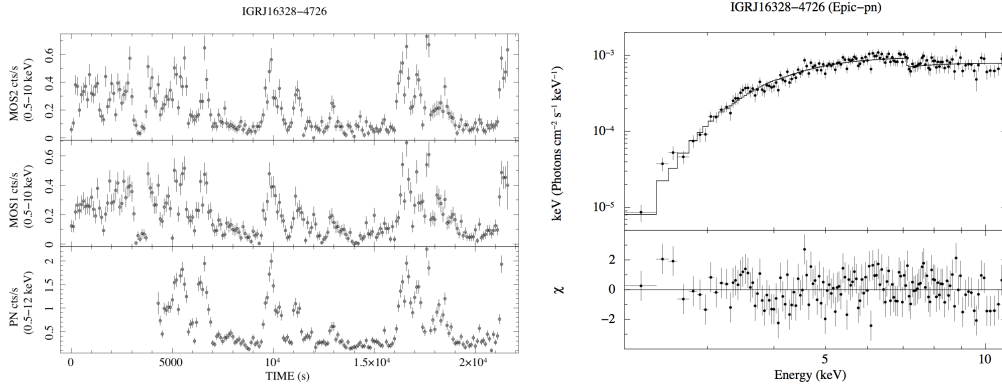 IGRJ16328−4726
MOS2 cts/s
(0.5−10 keV)
0.2 0.4 0.6
MOS1 cts/s
(0.5−10 keV)
0 0.2 0.4 0.6
PN cts/s
(0.5−12 keV)
0.5 1 1.5 2
0 5000 10⁴ 1.5×10⁴ 2×10⁴
TIME (s)
IGRJ16328−4726 (Epic−pn)
keV (Photons cm⁻² s⁻¹ keV⁻¹)
10⁻³
10⁻⁴
10⁻⁵
χ
2
0
−2
5 10
Energy (keV)